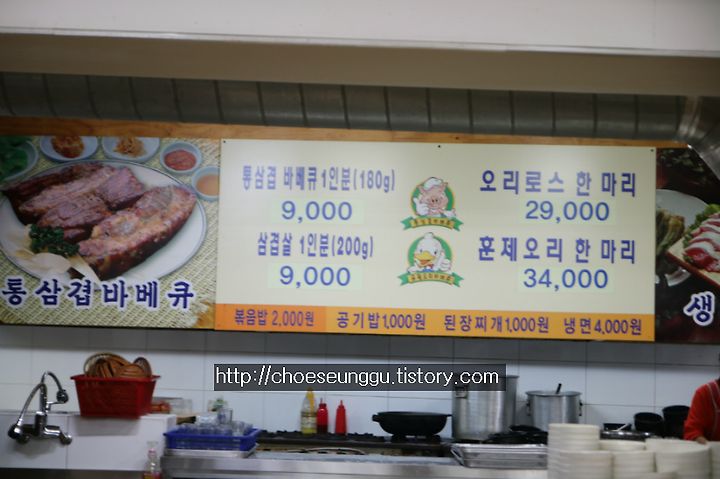 통삼겹 바베큐 1인분(180g)
9,000
삼겹살 1인분(200g)
9,000
오리로스 한 마리
29,000
훈제오리 한 마리
34,000
볶음밥 2,000원 공기밥1,000원 된장찌개1,000원 냉면4,000원
통삼겹바베큐
생
http://choeseunggu.tistory.com